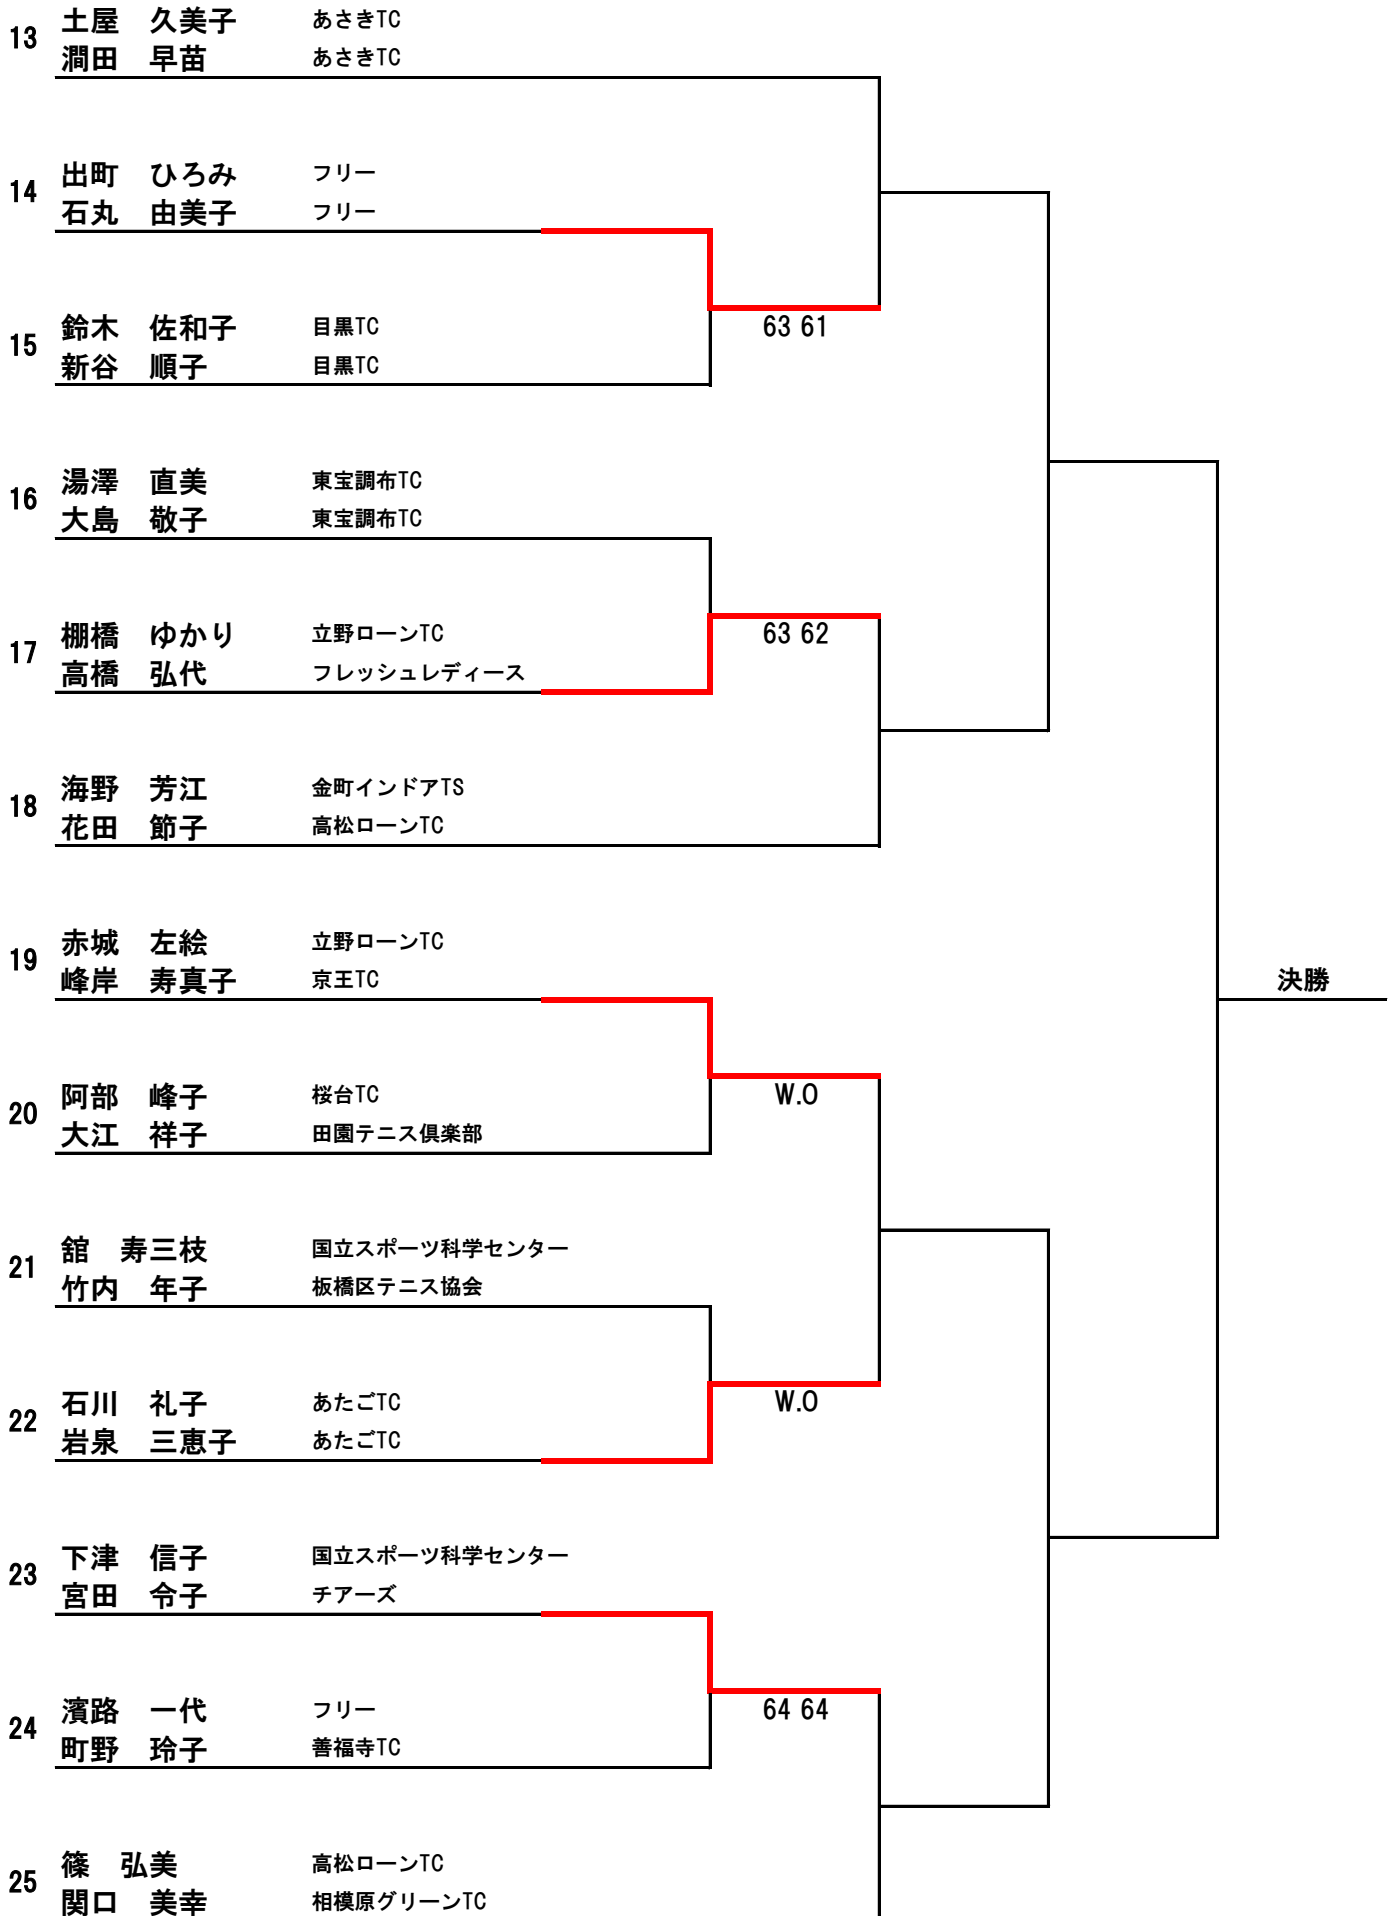 13 土屋　久美子 あさきTC
澗田　早苗 あさきTC
14 出町　ひろみ フリー
石丸　由美子 フリー
15 鈴木　佐和子 目黒TC
新谷　順子 目黒TC
63 61
16 湯澤　直美 東宝調布TC
大島　敬子 東宝調布TC
17 棚橋　ゆかり 立野ローンTC
高橋　弘代 フレッシュレディース
63 62
18 海野　芳江 金町インドアTS
花田　節子 高松ローンTC
19 赤城　左絵 立野ローンTC
峰岸　寿真子 京王TC
決勝
20 阿部　峰子 桜台TC
大江　祥子 田園テニス倶楽部
W.O
21 舘　寿三枝 国立スポーツ科学センター
竹内　年子 板橋区テニス協会
22 石川　礼子 あたごTC
岩泉　三恵子 あたごTC
W.O
23 下津　信子 国立スポーツ科学センター
宮田　令子 チアーズ
24 濱路　一代 フリー
町野　玲子 善福寺TC
64 64
25 篠　弘美 高松ローンTC
関口　美幸 相模原グリーンTC